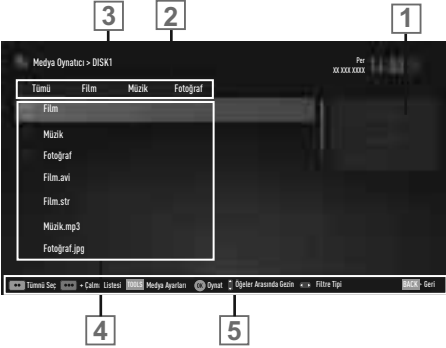 3 2 1
Medya Oynatıcı > DISK1
Per
XX XXX XXXX
Tümü Film Müzik Fotoğraf
Film
Müzik
Fotoğraf
Film.avi
Film.str
Müzik.mp3
Fotoğraf.jpg
Tümnü Seç + Çalma Listesi TOOLS Medya Ayarları OK Oynat Öğeler Arasında Gezin Filtre Tipi BACK - Geri
4 5